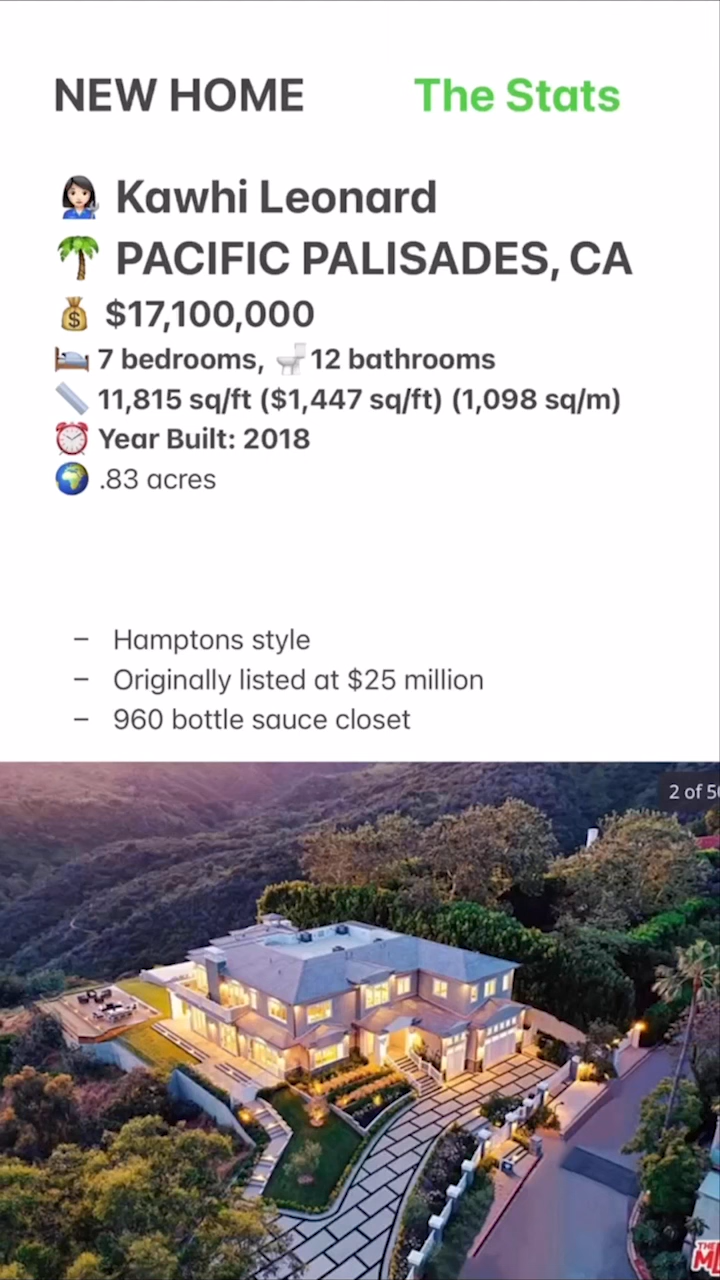 NEW HOME The Stats
Kawhi Leonard
PACIFIC PALISADES, CA
$17,100,000
7 bedrooms, 12 bathrooms
11,815 sq/ft ($1,447 sq/ft) (1,098 sq/m)
Year Built: 2018
.83 acres
– Hamptons style
– Originally listed at $25 million
– 960 bottle sauce closet
2 of